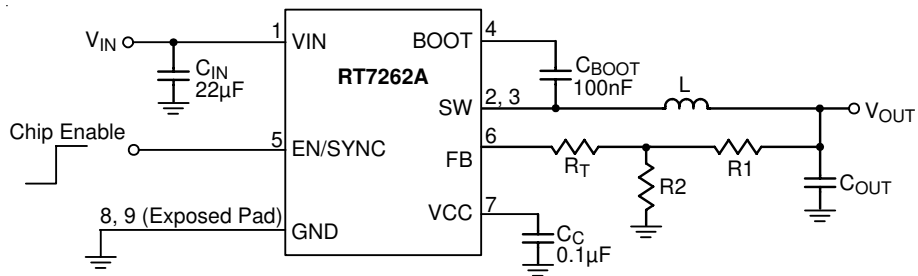 VIN
1
VIN
BOOT
4
RT7262A
CIN
22µF
CBOOT
100nF
L
SW
2, 3
VOUT
Chip Enable
5
EN/SYNC
6
FB
RT
R1
R2
COUT
VCC
7
8, 9 (Exposed Pad)
GND
CC
0.1µF